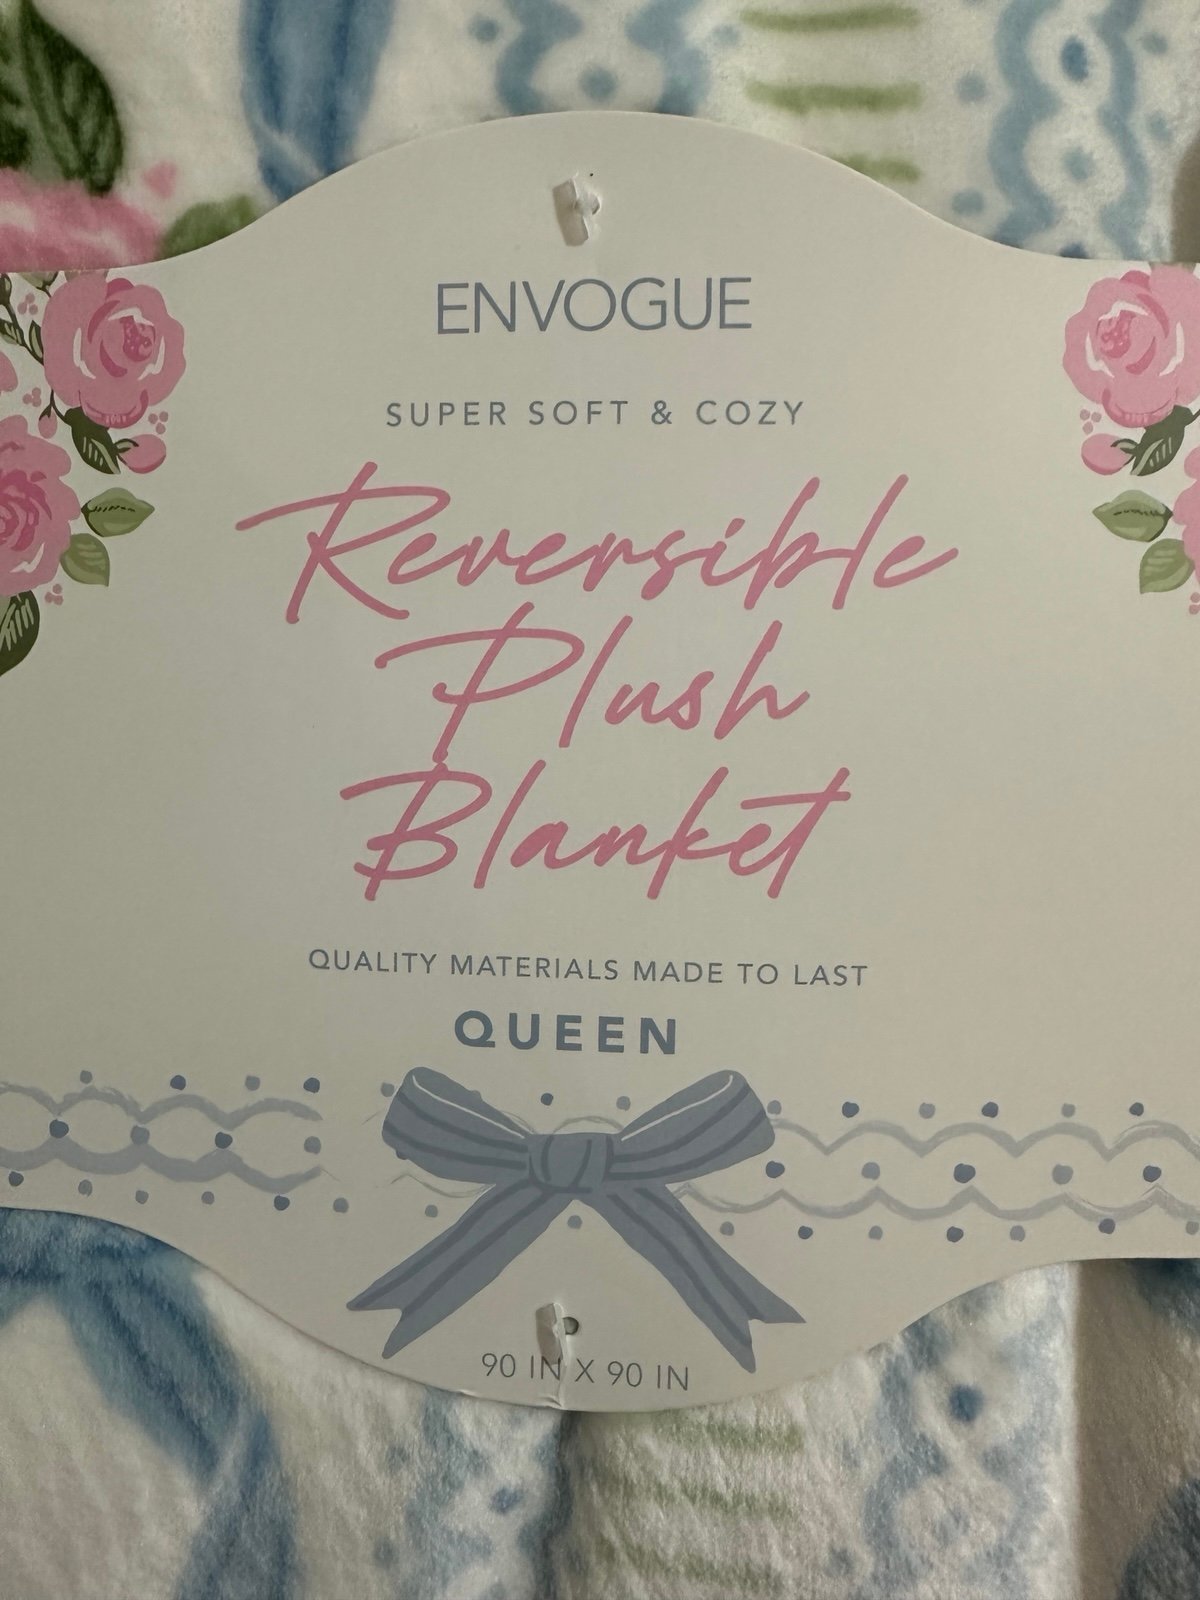 ENVOGUE
SUPER SOFT & COZY
Reversible
Plush
Blanket
QUALITY MATERIALS MADE TO LAST
QUEEN
90 IN X 90 IN